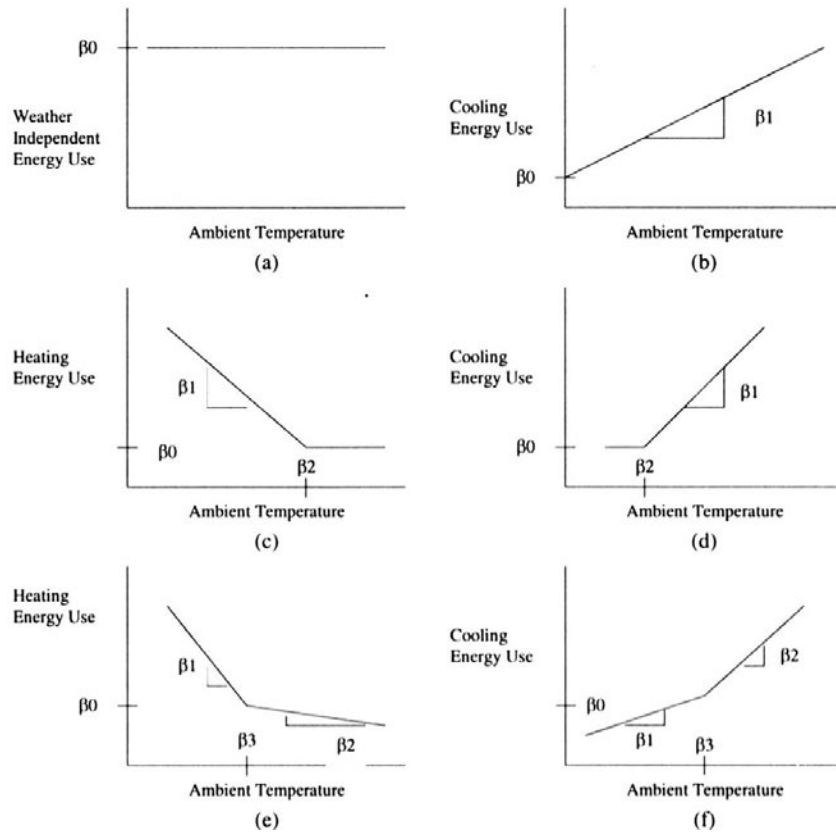 β0
Weather
Independent
Energy Use
Ambient Temperature
(a)
Cooling
Energy Use
β1
β0
Ambient Temperature
(b)
Heating
Energy Use
β1
β0
β2
Ambient Temperature
(c)
Cooling
Energy Use
β1
β0
β2
Ambient Temperature
(d)
Heating
Energy Use
β1
β0
β3
β2
Ambient Temperature
(e)
Cooling
Energy Use
β2
β0
β1
β3
Ambient Temperature
(f)